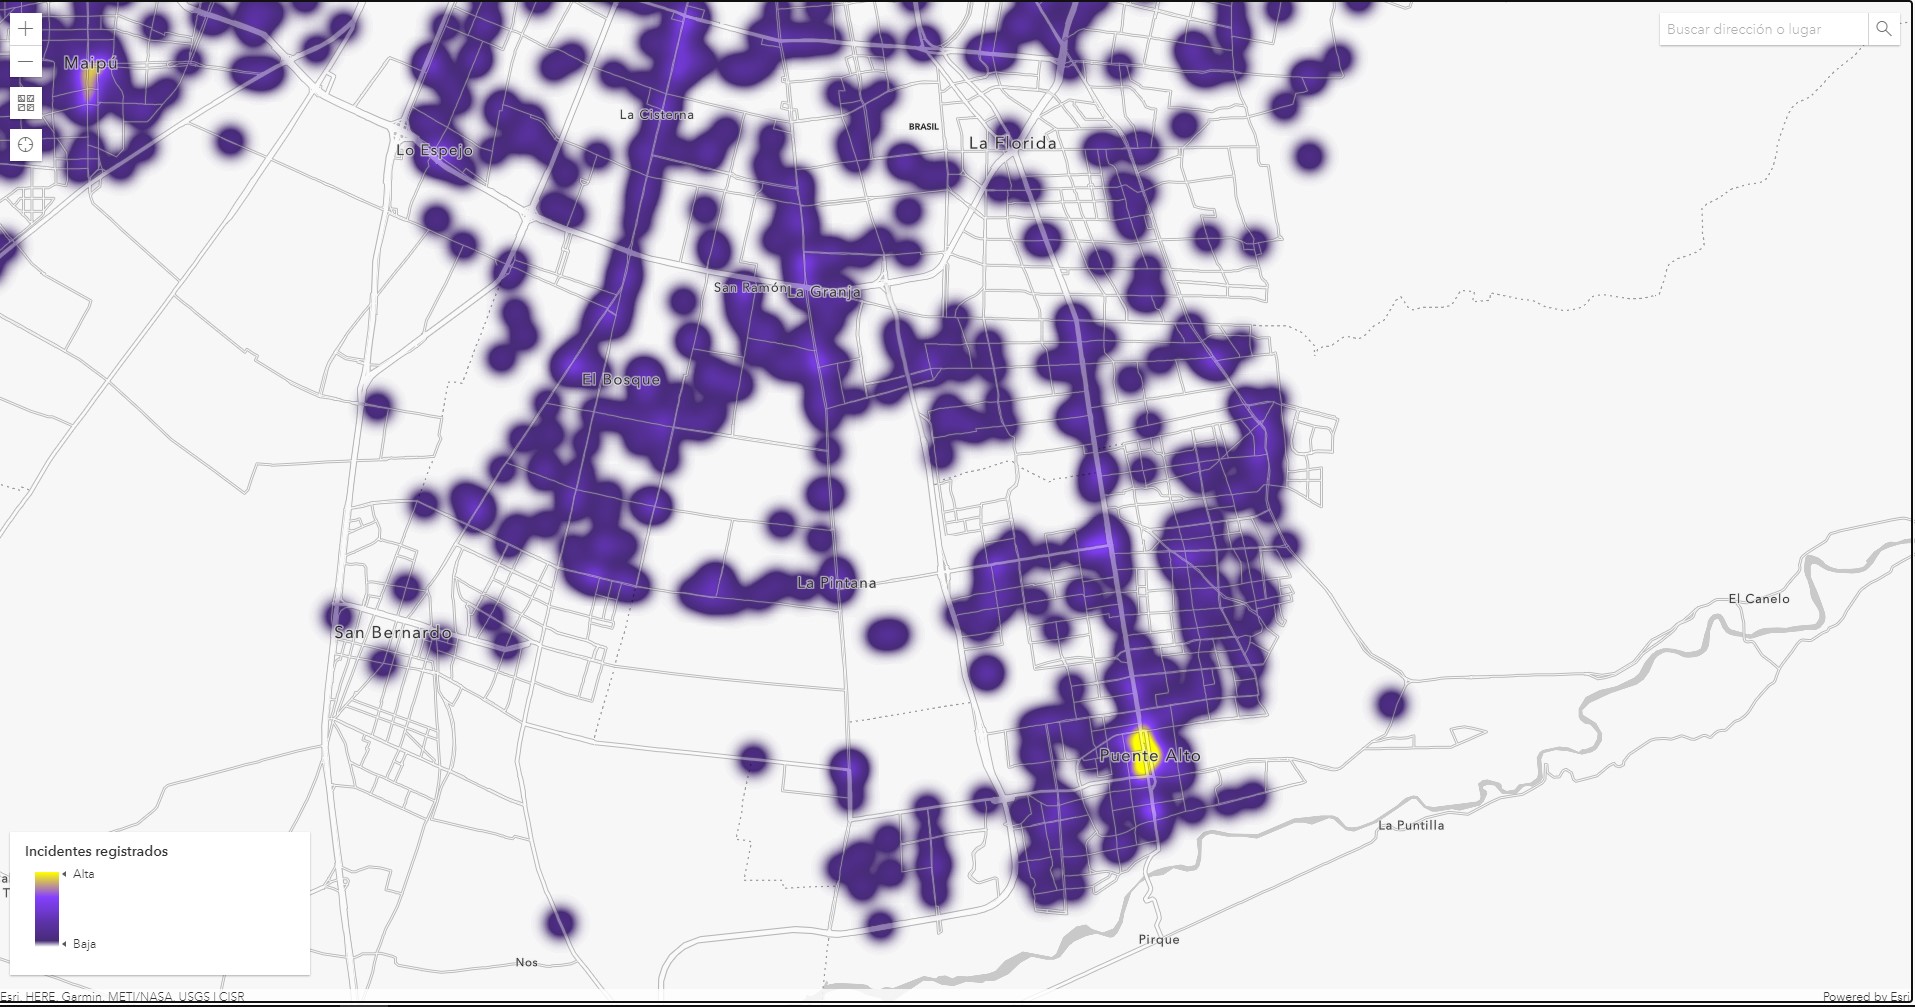 Buscar dirección o lugar
Maipú
La Cisterna
BRASIL
Lo Espejo
La Florida
San Ramón
La Granja
El Bosque
La Pintana
El Canelo
San Bernardo
Puente Alto
La Puntilla
Incidentes registrados
Alta
Baja
Pirque
Nos
Esri, HERE, Garmin, METI/NASA, USGS | CISR
Powered by Esri